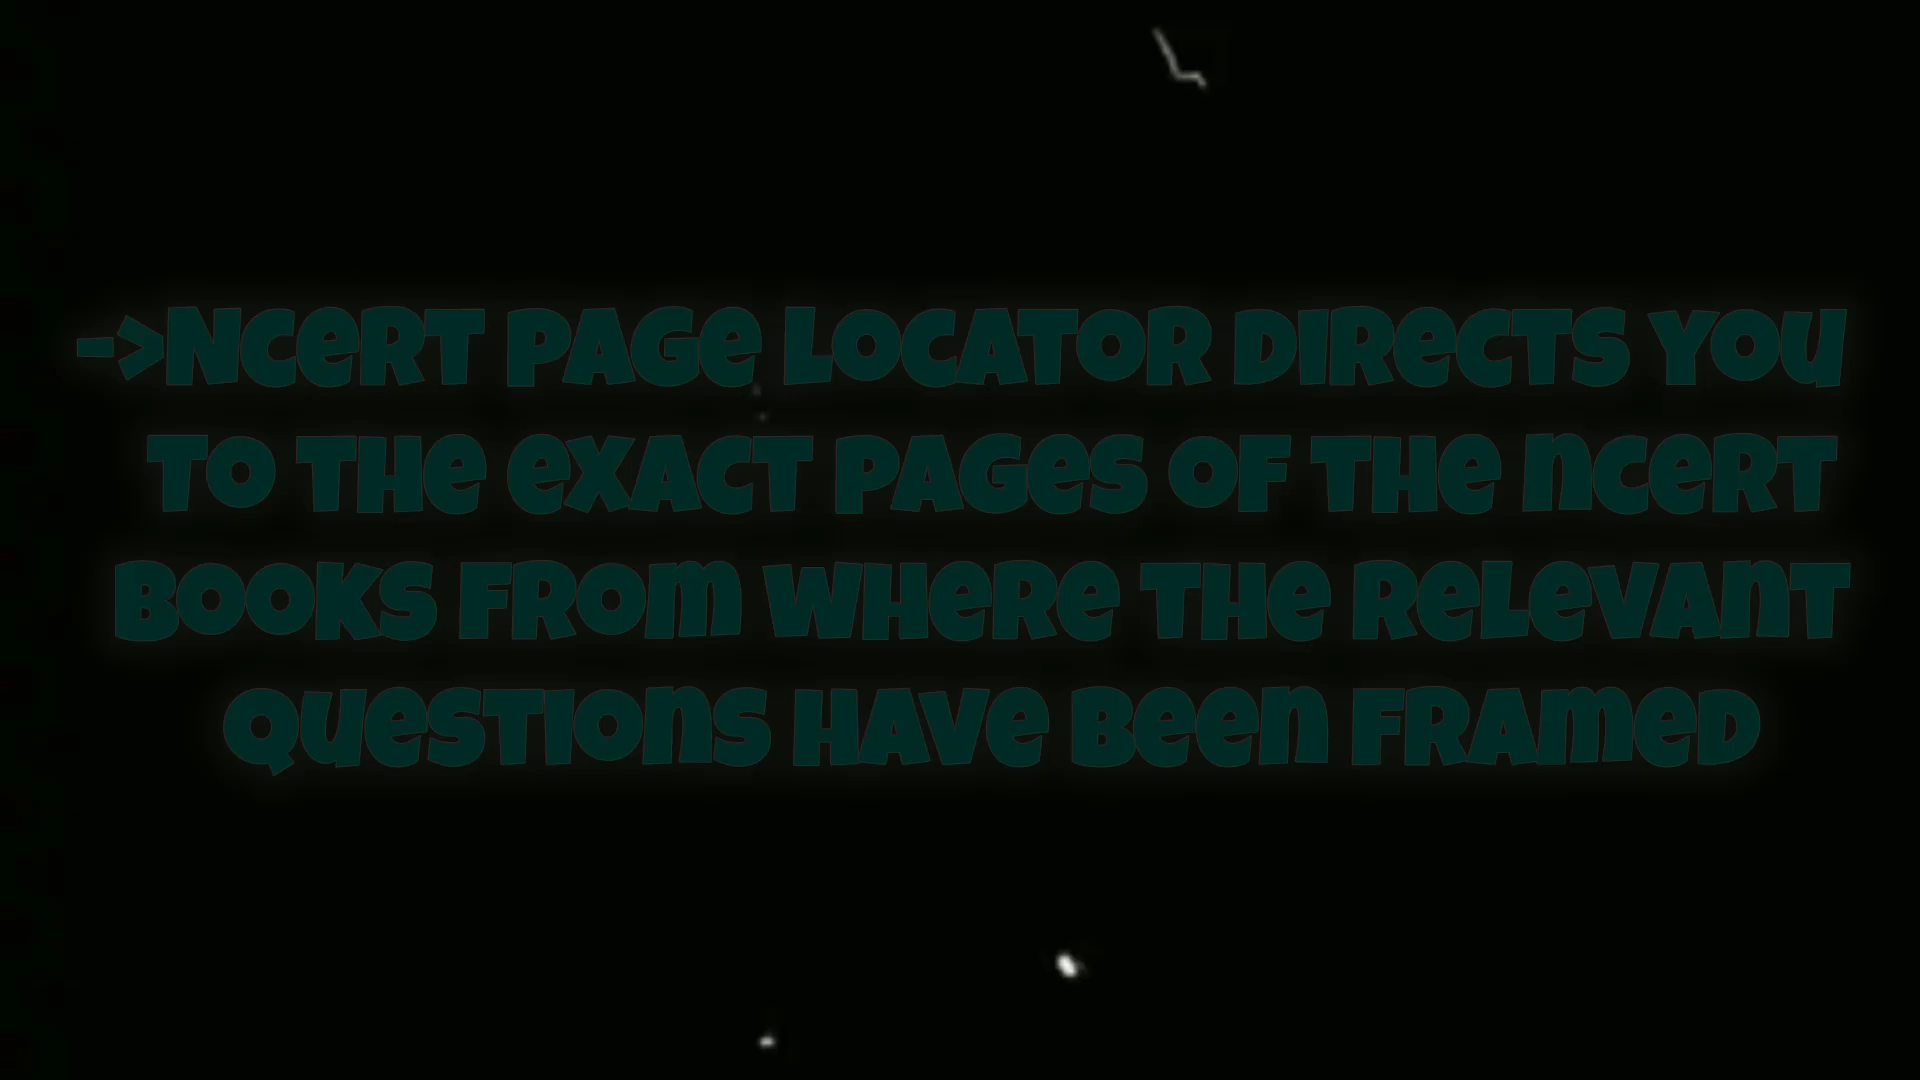 ->NCERT PAGE LOCATOR DIRECTS YOU
TO THE EXACT PAGES OF THE NCERT
BOOKS FROM WHERE THE RELEVANT
QUESTIONS HAVE BEEN FRAMED